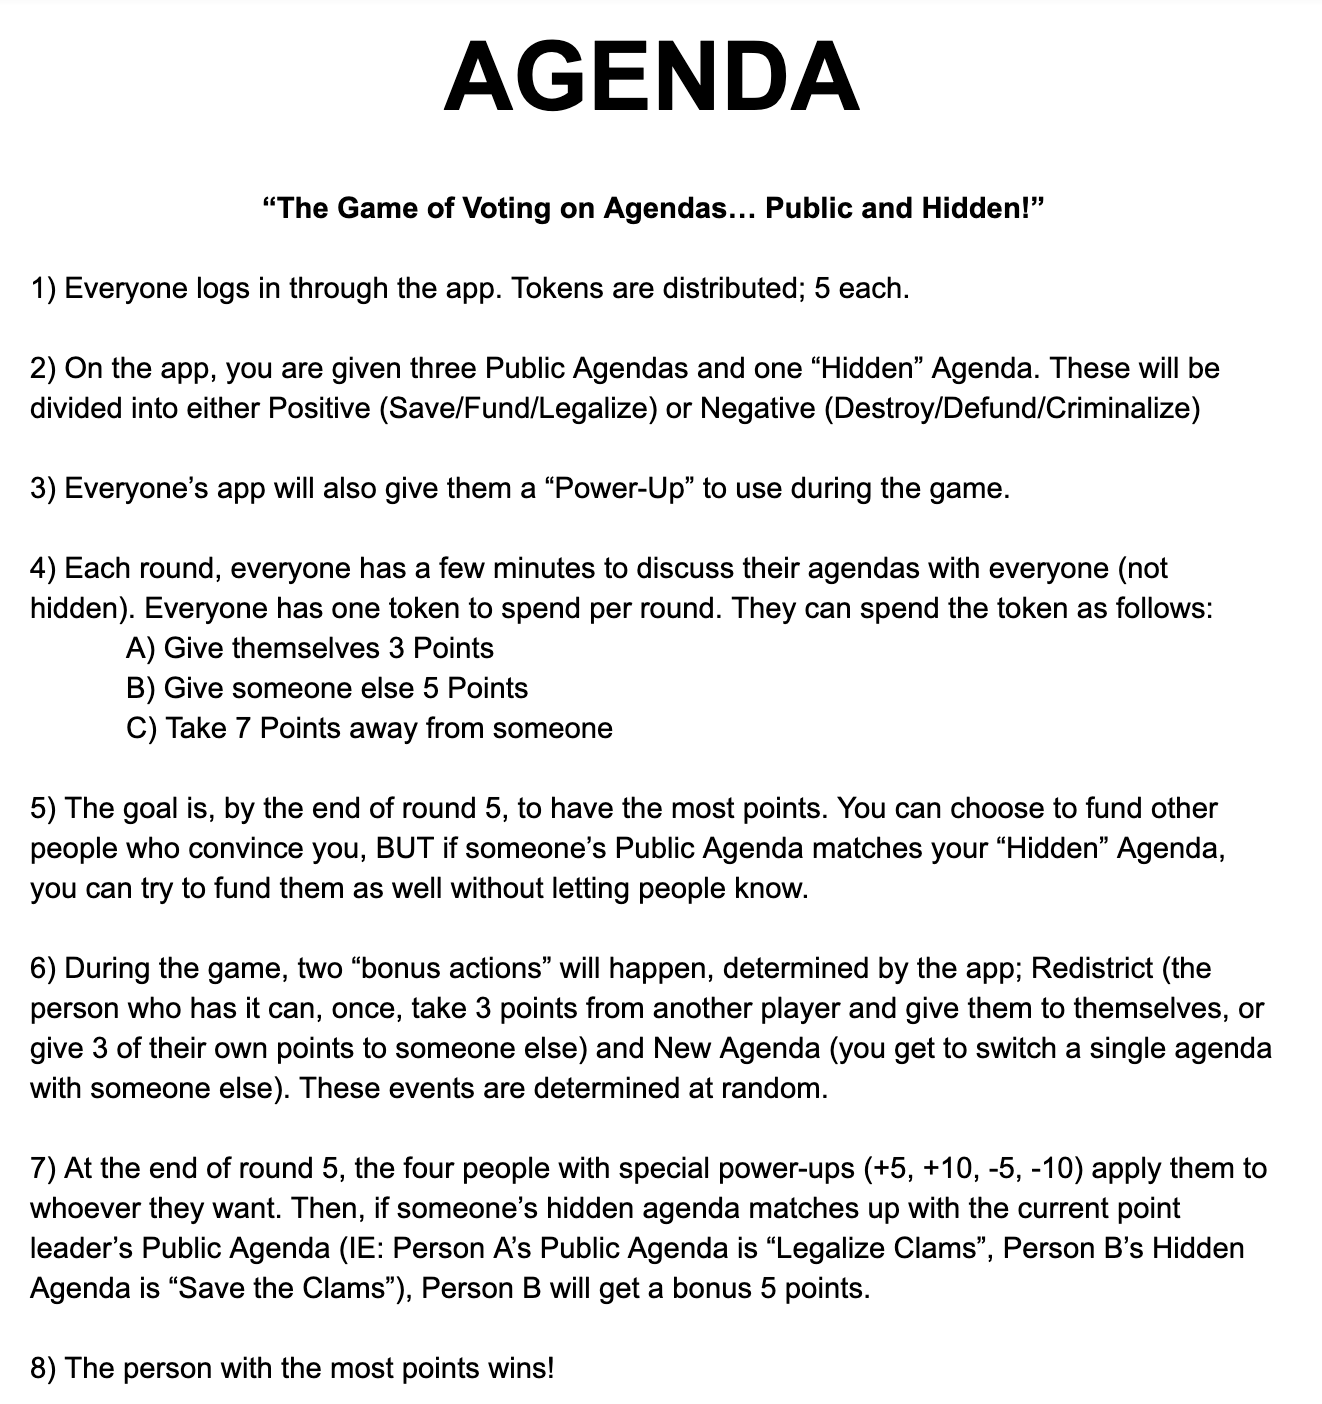 AGENDA
“The Game of Voting on Agendas… Public and Hidden!”
1) Everyone logs in through the app. Tokens are distributed; 5 each.
2) On the app, you are given three Public Agendas and one “Hidden” Agenda. These will be
divided into either Positive (Save/Fund/Legalize) or Negative (Destroy/Defund/Criminalize)
3) Everyone’s app will also give them a “Power-Up” to use during the game.
4) Each round, everyone has a few minutes to discuss their agendas with everyone (not
hidden). Everyone has one token to spend per round. They can spend the token as follows:
A) Give themselves 3 Points
B) Give someone else 5 Points
C) Take 7 Points away from someone
5) The goal is, by the end of round 5, to have the most points. You can choose to fund other
people who convince you, BUT if someone’s Public Agenda matches your “Hidden” Agenda,
you can try to fund them as well without letting people know.
6) During the game, two “bonus actions” will happen, determined by the app; Redistrict (the
person who has it can, once, take 3 points from another player and give them to themselves, or
give 3 of their own points to someone else) and New Agenda (you get to switch a single agenda
with someone else). These events are determined at random.
7) At the end of round 5, the four people with special power-ups (+5, +10, -5, -10) apply them to
whoever they want. Then, if someone’s hidden agenda matches up with the current point
leader’s Public Agenda (IE: Person A’s Public Agenda is “Legalize Clams”, Person B’s Hidden
Agenda is “Save the Clams”), Person B will get a bonus 5 points.
8) The person with the most points wins!